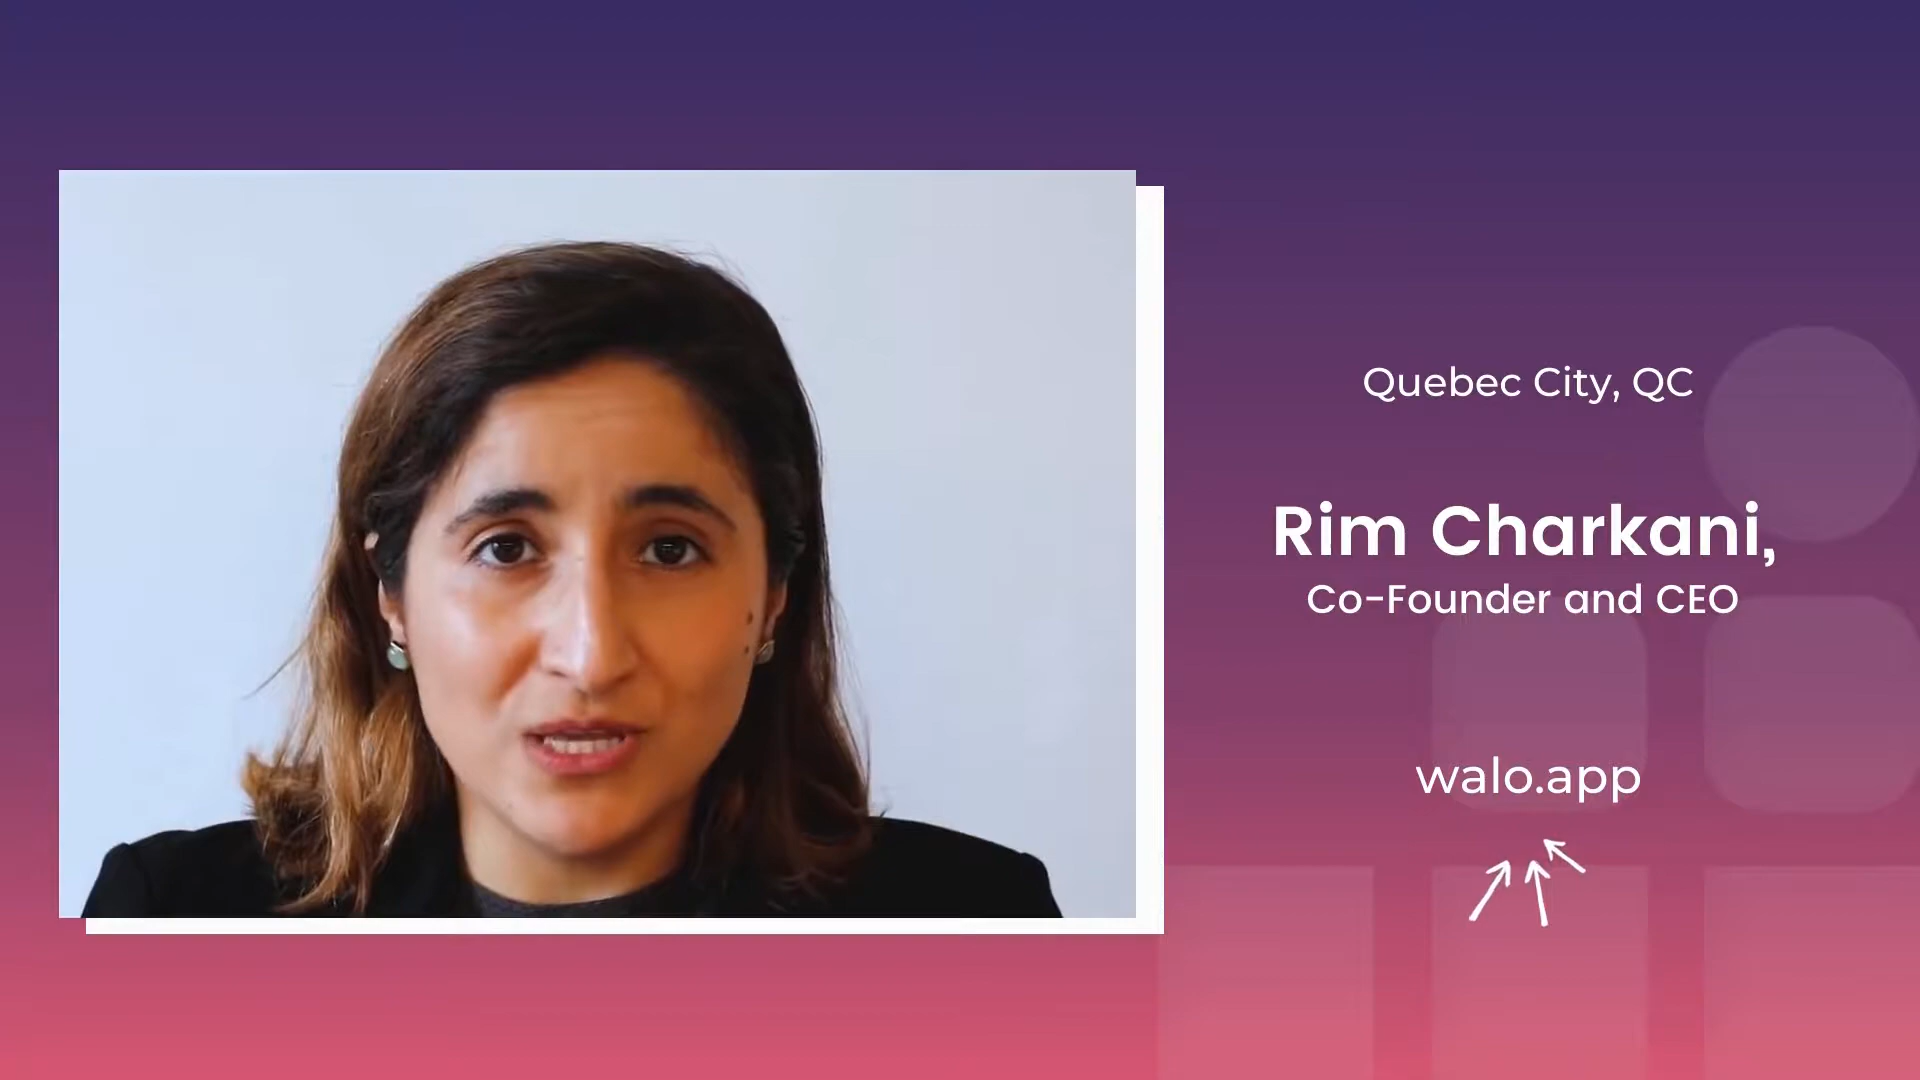 Quebec City, QC
Rim Charkani,
Co-Founder and CEO
walo.app